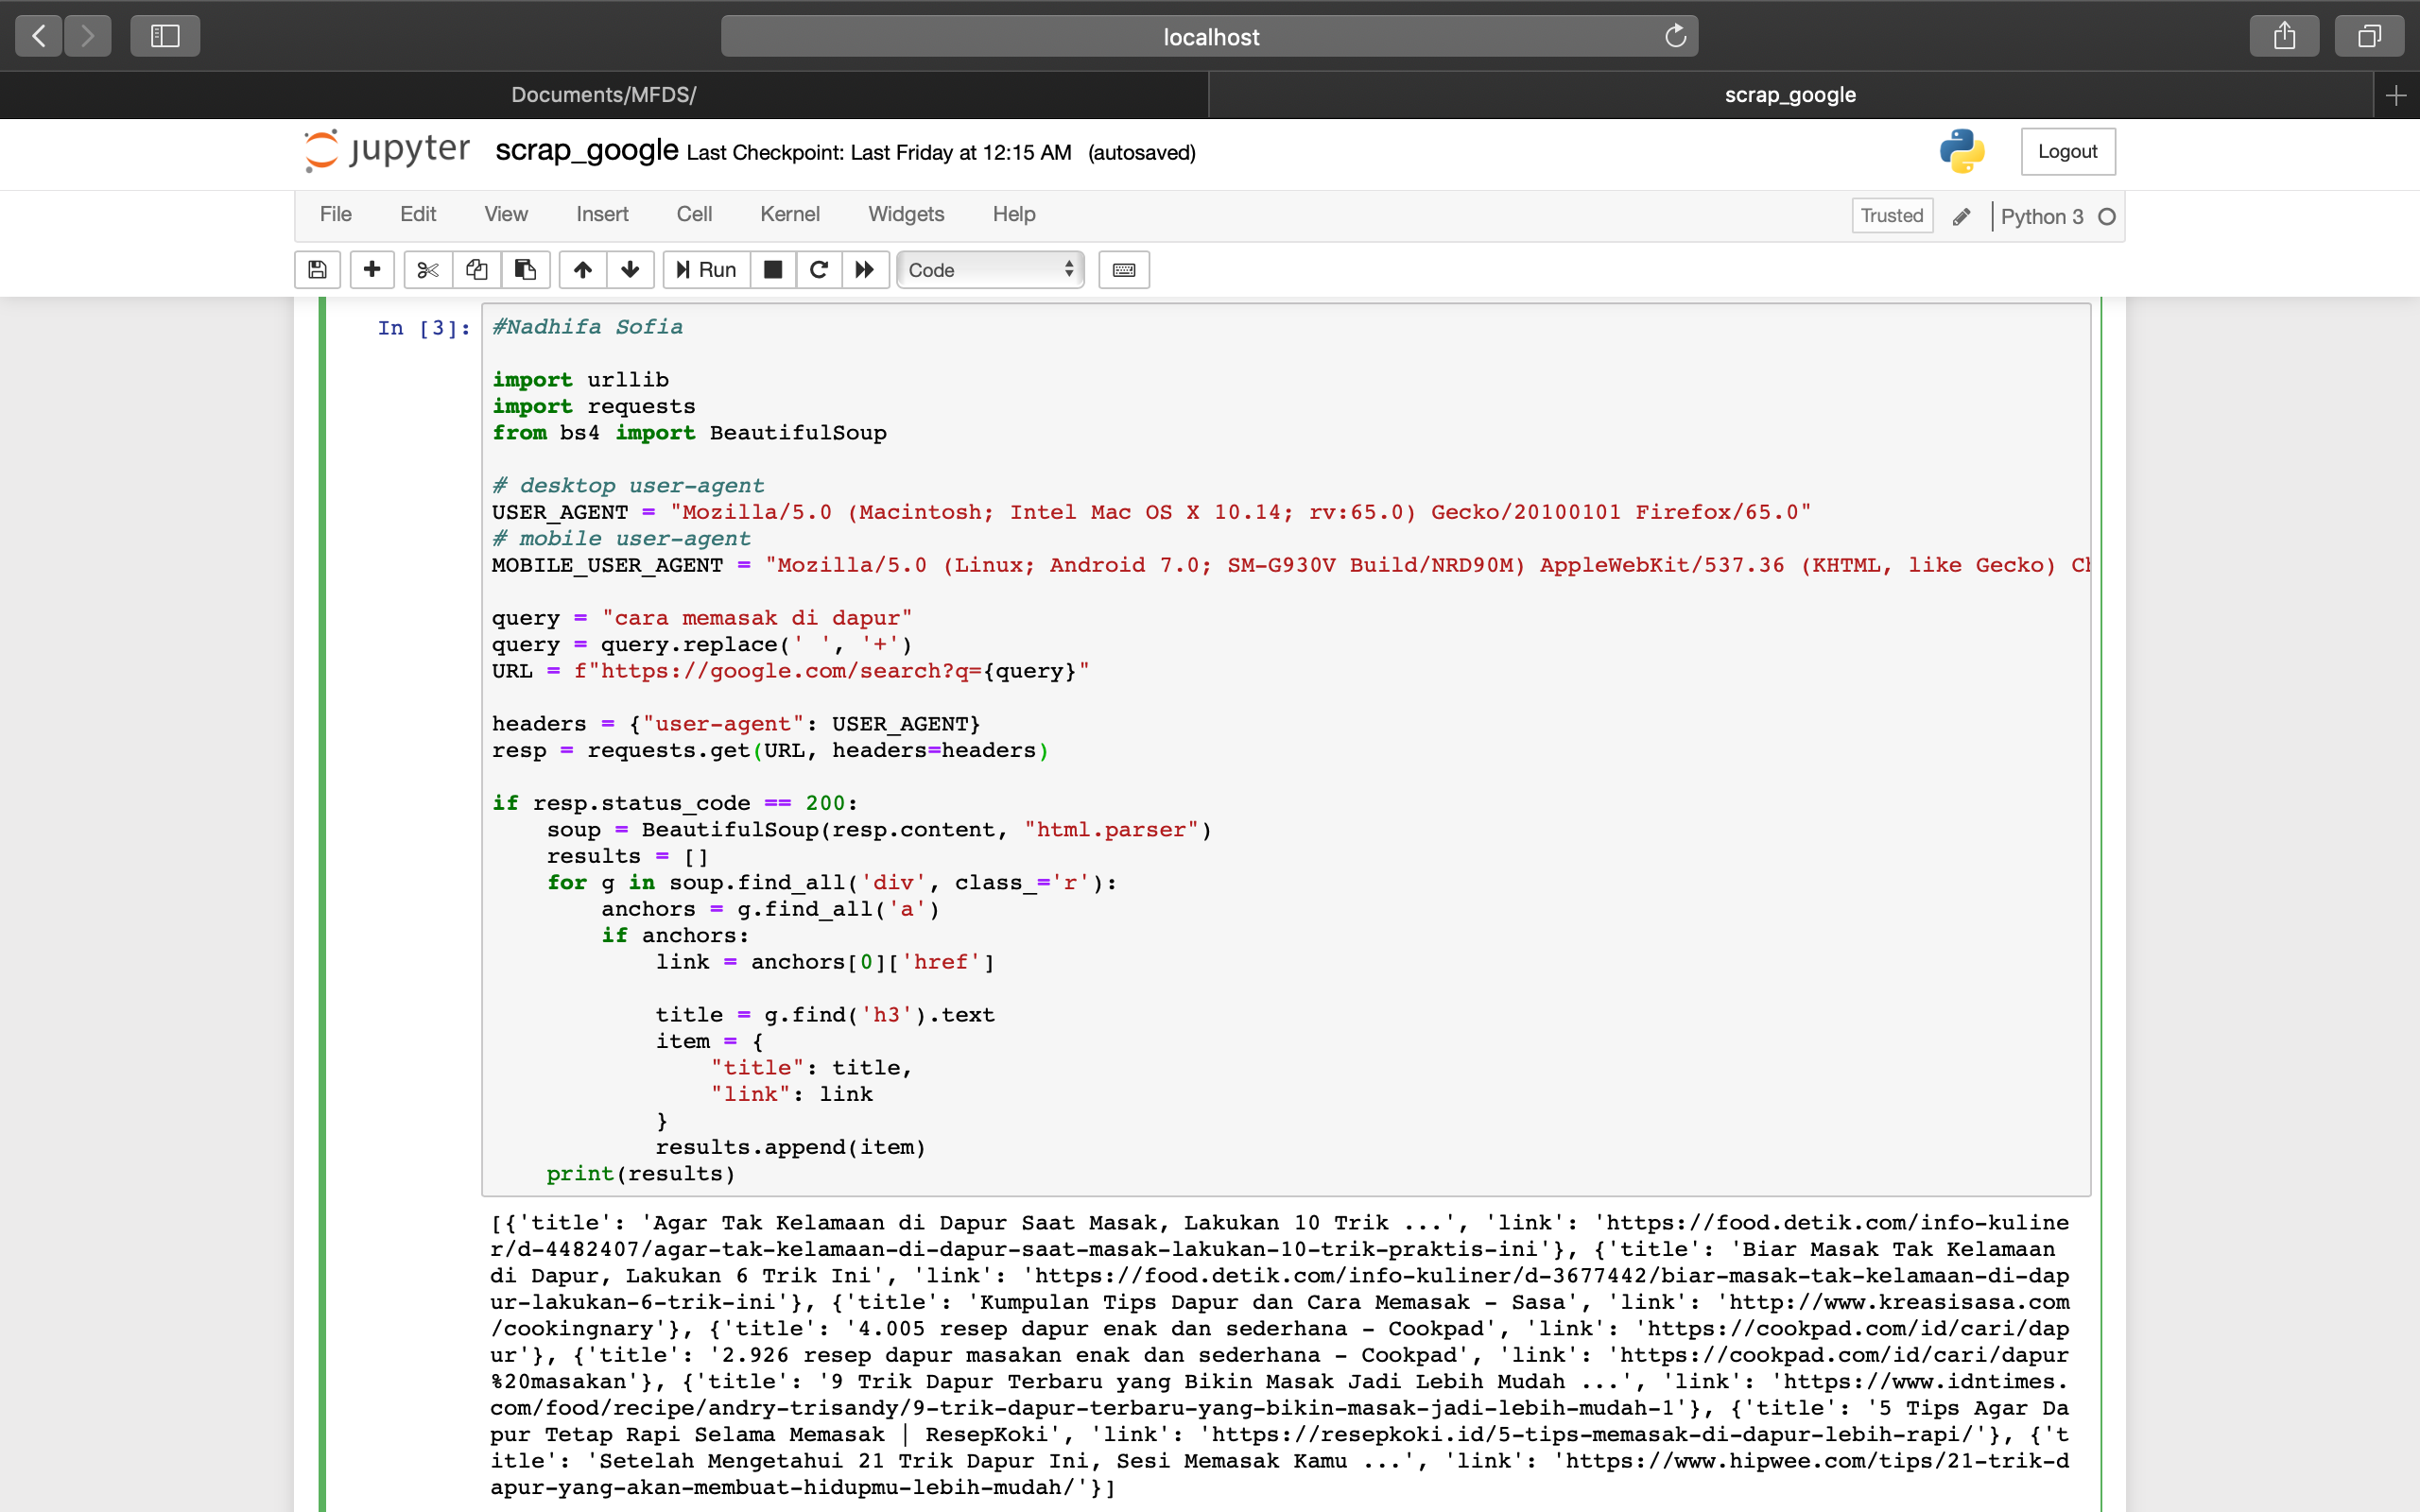 localhost
Documents/MFDS/
scrap_google
jupyter scrap_google Last Checkpoint: Last Friday at 12:15 AM (autosaved)
Logout
File Edit View Insert Cell Kernel Widgets Help
Trusted
Python 3
Run
Code
In [3]:
#Nadhifa Sofia
import urllib
import requests
from bs4 import BeautifulSoup
# desktop user-agent
USER_AGENT = "Mozilla/5.0 (Macintosh; Intel Mac OS X 10.14; rv:65.0) Gecko/20100101 Firefox/65.0"
# mobile user-agent
MOBILE_USER_AGENT = "Mozilla/5.0 (Linux; Android 7.0; SM-G930V Build/NRD90M) AppleWebKit/537.36 (KHTML, like Gecko)
query = "cara memasak di dapur"
query = query.replace(' ', '+')
URL = f"https://google.com/search?q={query}"
headers = {"user-agent": USER_AGENT}
resp = requests.get(URL, headers=headers)
if resp.status_code == 200:
    soup = BeautifulSoup(resp.content, "html.parser")
    results = []
    for g in soup.find_all('div', class_='r'):
        anchors = g.find_all('a')
        if anchors:
            link = anchors[0]['href']
            title = g.find('h3').text
            item = {
                "title": title,
                "link": link
            }
            results.append(item)
    print(results)
[{'title': 'Agar Tak Kelamaan di Dapur Saat Masak, Lakukan 10 Trik ...', 'link': 'https://food.detik.com/info-kuline
r/d-4482407/agar-tak-kelamaan-di-dapur-saat-masak-lakukan-10-trik-praktis-ini'}, {'title': 'Biar Masak Tak Kelamaan
di Dapur, Lakukan 6 Trik Ini', 'link': 'https://food.detik.com/info-kuliner/d-3677442/biar-masak-tak-kelamaan-di-dap
ur-lakukan-6-trik-ini'}, {'title': 'Kumpulan Tips Dapur dan Cara Memasak - Sasa', 'link': 'http://www.kreasisasa.com
/cookingnary'}, {'title': '4.005 resep dapur enak dan sederhana - Cookpad', 'link': 'https://cookpad.com/id/cari/dap
ur'}, {'title': '2.926 resep dapur masakan enak dan sederhana - Cookpad', 'link': 'https://cookpad.com/id/cari/dapur
%20masakan'}, {'title': '9 Trik Dapur Terbaru yang Bikin Masak Jadi Lebih Mudah ...', 'link': 'https://www.idntimes.
com/food/recipe/andry-trisandy/9-trik-dapur-terbaru-yang-bikin-masak-jadi-lebih-mudah-1'}, {'title': '5 Tips Agar Da
pur Tetap Rapi Selama Memasak | ResepKoki', 'link': 'https://resepkoki.id/5-tips-memasak-di-dapur-lebih-rapi/'}, {'t
itle': 'Setelah Mengetahui 21 Trik Dapur Ini, Sesi Memasak Kamu ...', 'link': 'https://www.hipwee.com/tips/21-trik-d
apur-yang-akan-membuat-hidupmu-lebih-mudah/'}]